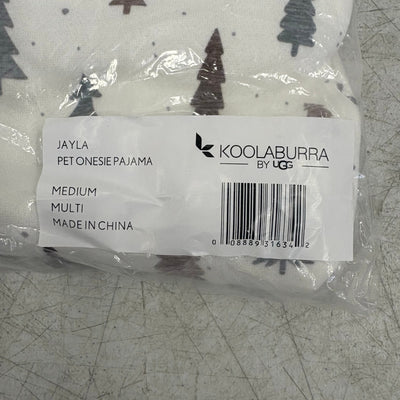 JAYLA
PET ONESIE PAJAMA
MEDIUM
MULTI
MADE IN CHINA
KOOLABURRA
BY UGG
0 08889 31634 2